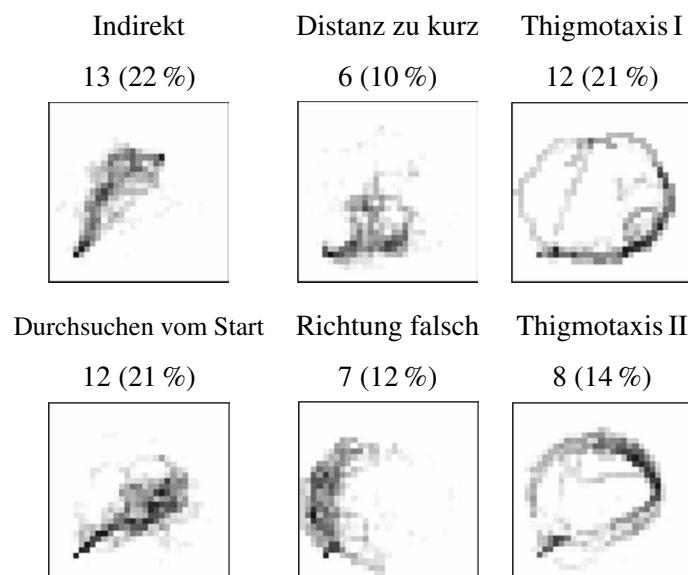 Indirekt Distanz zu kurz Thigmotaxis I
13 (22 %) 6 (10 %) 12 (21 %)
Durchsuchen vom Start Richtung falsch Thigmotaxis II
12 (21 %) 7 (12 %) 8 (14 %)